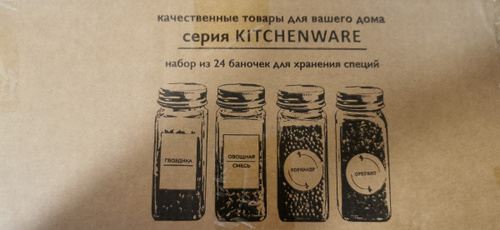 качественные товары для вашего дома
серия KITCHENWARE
набор из 24 баночек для хранения специй
ГВОЗДИКА
ОВОЩНАЯ
СМЕСЬ
КОРИАНДР
ОРЕГАНО